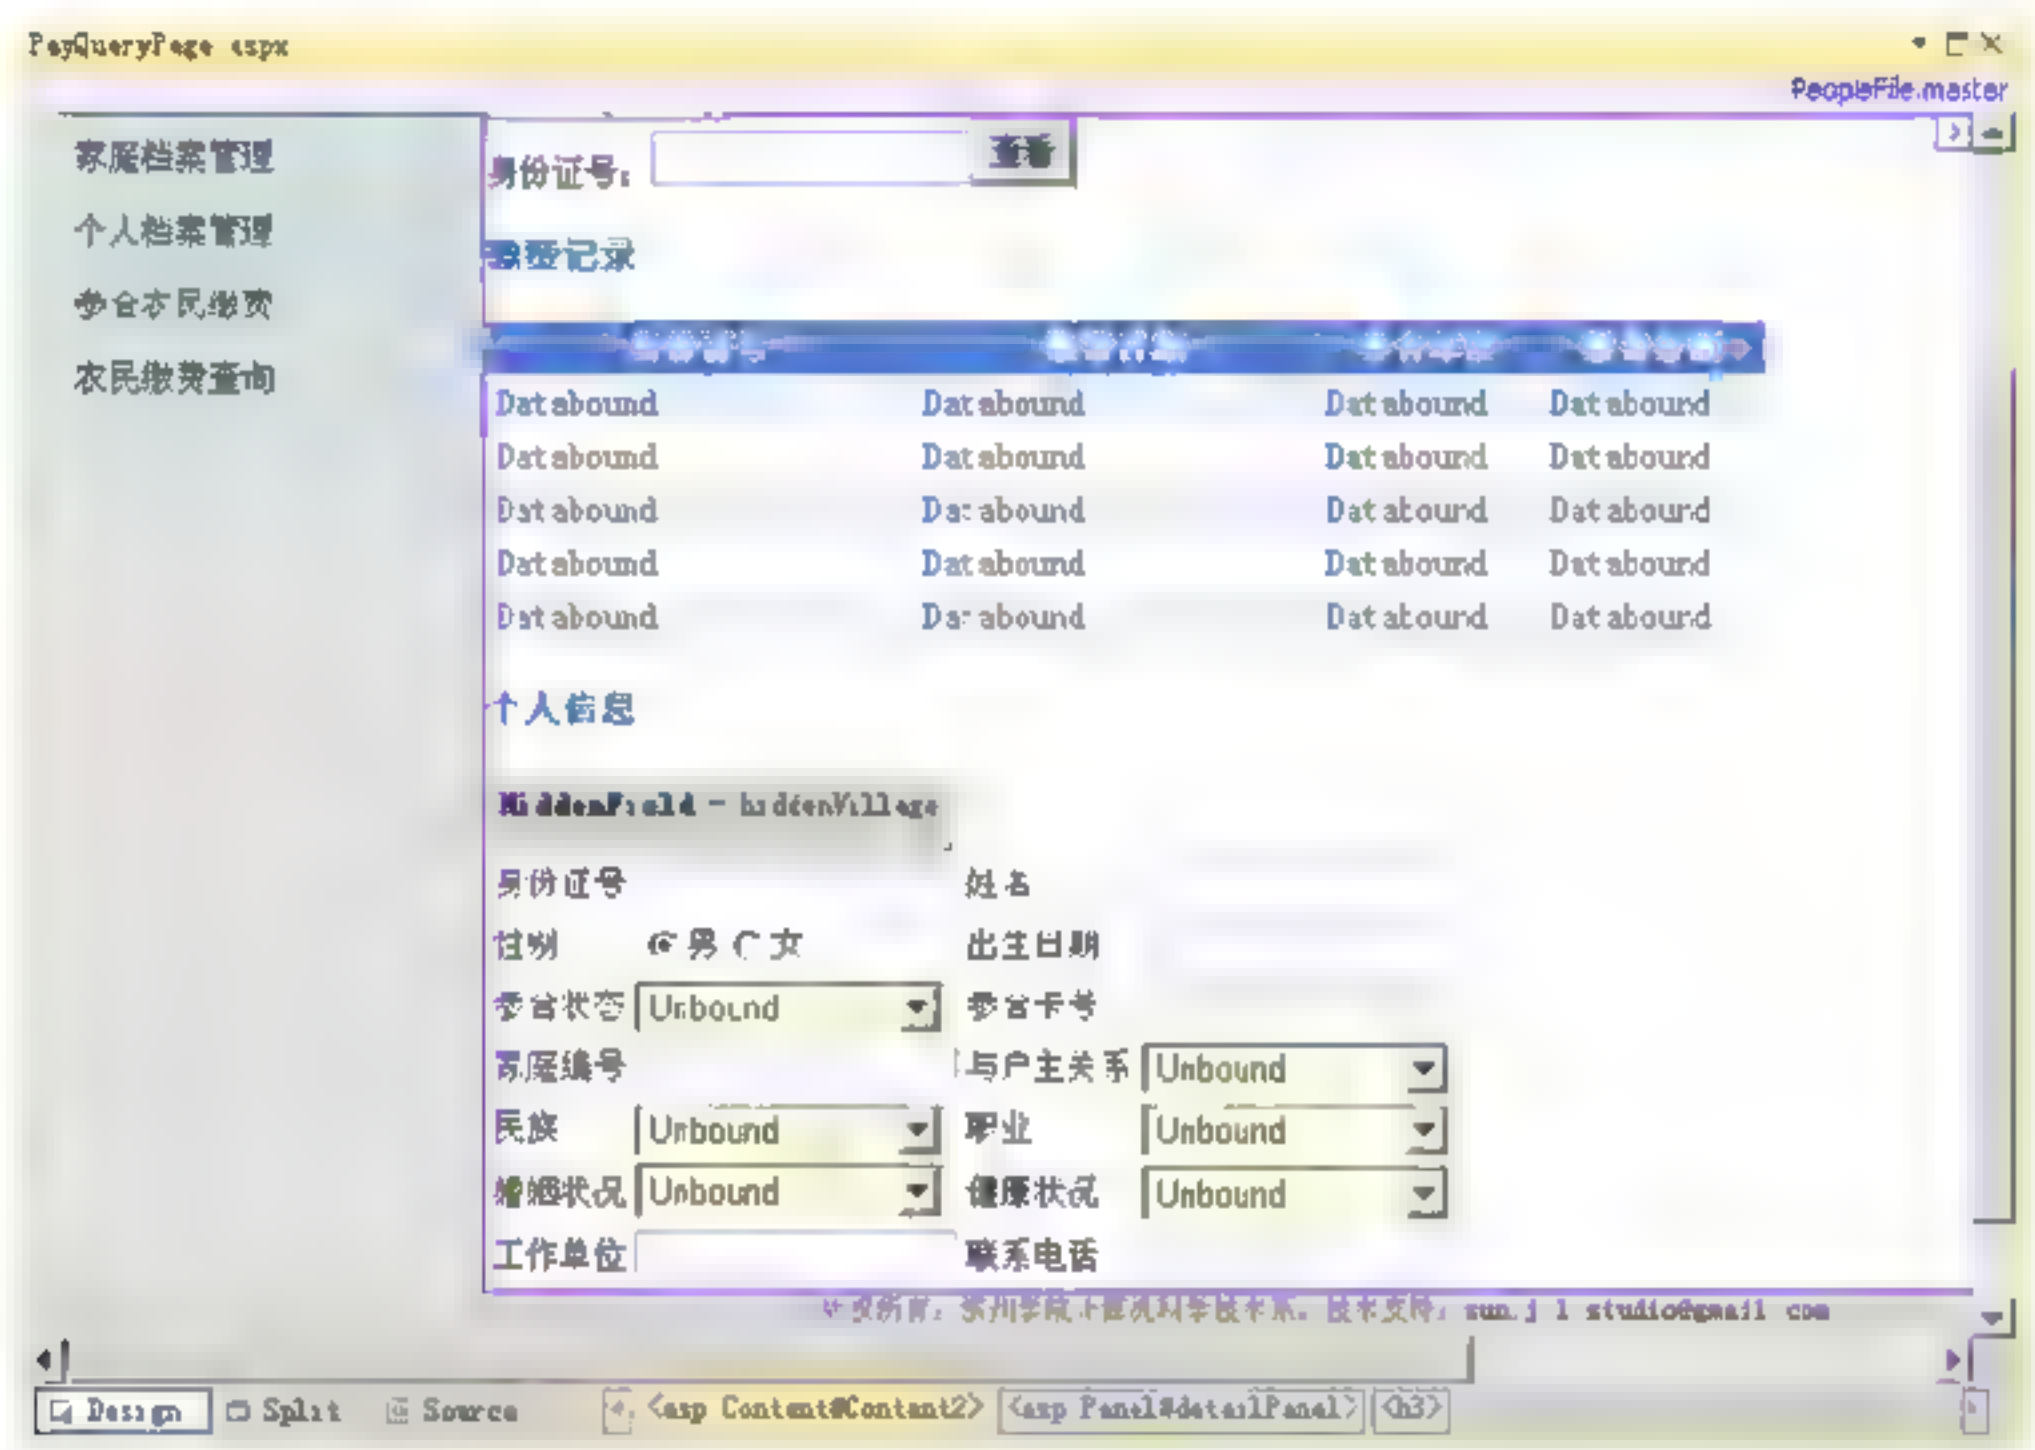 PayQueryPage.aspx
PeopleFile.master
家庭档案管理
个人档案管理
参合农民缴费
农民缴费查询
身份证号：
查看
缴费记录
Databound Databound Databound Databound
Databound Databound Databound Databound
Databound Databound Databound Databound
Databound Databound Databound Databound
Databound Databound Databound Databound
个人信息
HiddenField - hiddenVillage
身份证号 姓名
性别 男 女 出生日期
参合状态 Unbound 参合卡号
家庭编号 与户主关系 Unbound
民族 Unbound 职业 Unbound
婚姻状况 Unbound 健康状况 Unbound
工作单位 联系电话
技术支持：
Design Split Source <asp:Content#Content2> <asp:Panel#detailPanel> <h3>